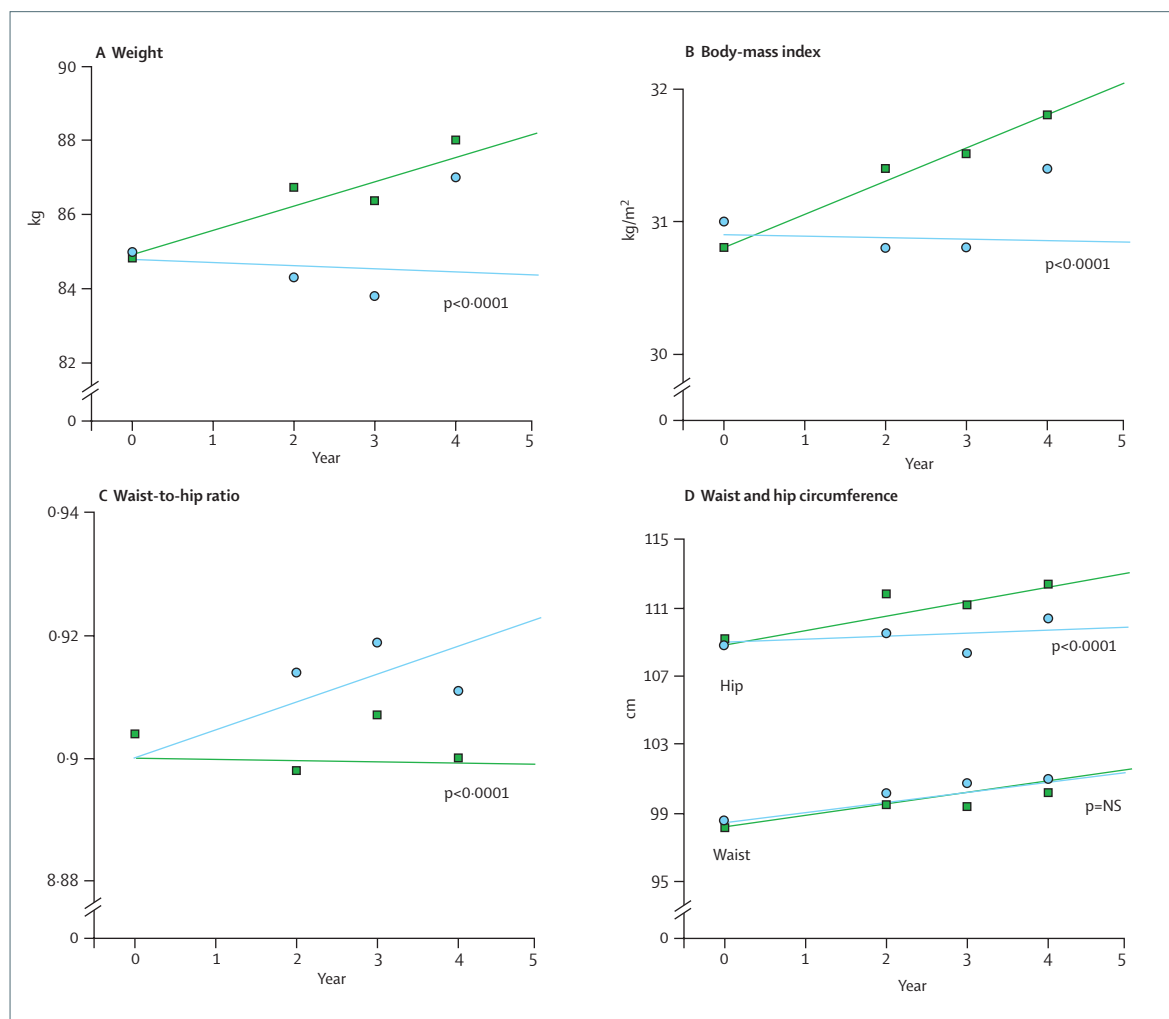 A Weight
90
88
86
84
82
0
kg
0 1 2 3 4 5
Year
p<0·0001
B Body-mass index
32
31
30
0
kg/m²
0 1 2 3 4 5
Year
p<0·0001
C Waist-to-hip ratio
0·94
0·92
0·9
8·88
0
0 1 2 3 4 5
Year
p<0·0001
D Waist and hip circumference
115
111
107
103
99
95
0
cm
Hip
Waist
p<0·0001
p=NS
0 1 2 3 4 5
Year